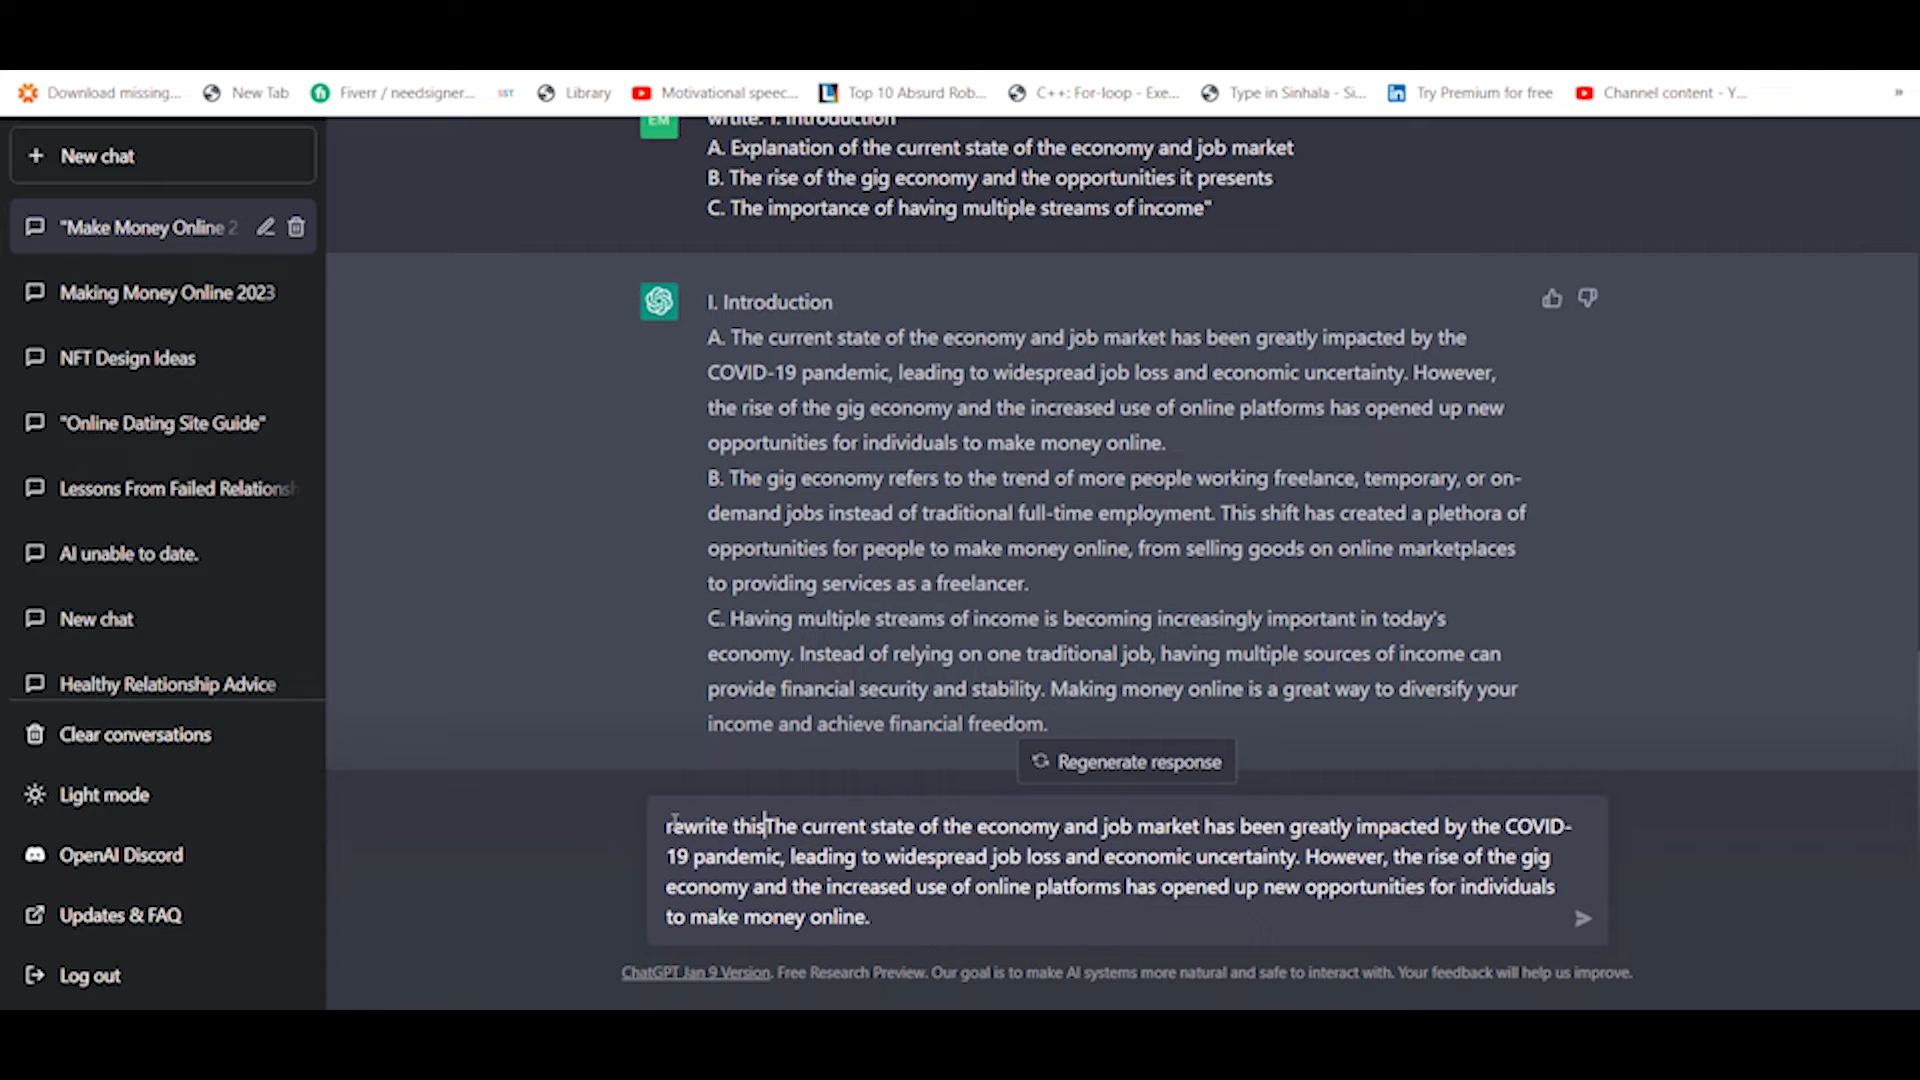 Download missing...
New Tab
Fiverr / needsigner...
SST
Library
Motivational speec...
Top 10 Absurd Rob...
C++: For-loop - Exe...
Type in Sinhala - Si...
Try Premium for free
Channel content - Y...
»
New chat
"Make Money Online 2
Making Money Online 2023
NFT Design Ideas
"Online Dating Site Guide"
Lessons From Failed Relationsh
AI unable to date.
New chat
Healthy Relationship Advice
Clear conversations
Light mode
OpenAI Discord
Updates & FAQ
Log out
EM
I. Introduction
A. Explanation of the current state of the economy and job market
B. The rise of the gig economy and the opportunities it presents
C. The importance of having multiple streams of income"
I. Introduction
A. The current state of the economy and job market has been greatly impacted by the
COVID-19 pandemic, leading to widespread job loss and economic uncertainty. However,
the rise of the gig economy and the increased use of online platforms has opened up new
opportunities for individuals to make money online.
B. The gig economy refers to the trend of more people working freelance, temporary, or on-
demand jobs instead of traditional full-time employment. This shift has created a plethora of
opportunities for people to make money online, from selling goods on online marketplaces
to providing services as a freelancer.
C. Having multiple streams of income is becoming increasingly important in today's
economy. Instead of relying on one traditional job, having multiple sources of income can
provide financial security and stability. Making money online is a great way to diversify your
income and achieve financial freedom.
Regenerate response
rewrite thisThe current state of the economy and job market has been greatly impacted by the COVID-
19 pandemic, leading to widespread job loss and economic uncertainty. However, the rise of the gig
economy and the increased use of online platforms has opened up new opportunities for individuals
to make money online.
ChatGPT Jan 9 Version. Free Research Preview. Our goal is to make AI systems more natural and safe to interact with. Your feedback will help us improve.